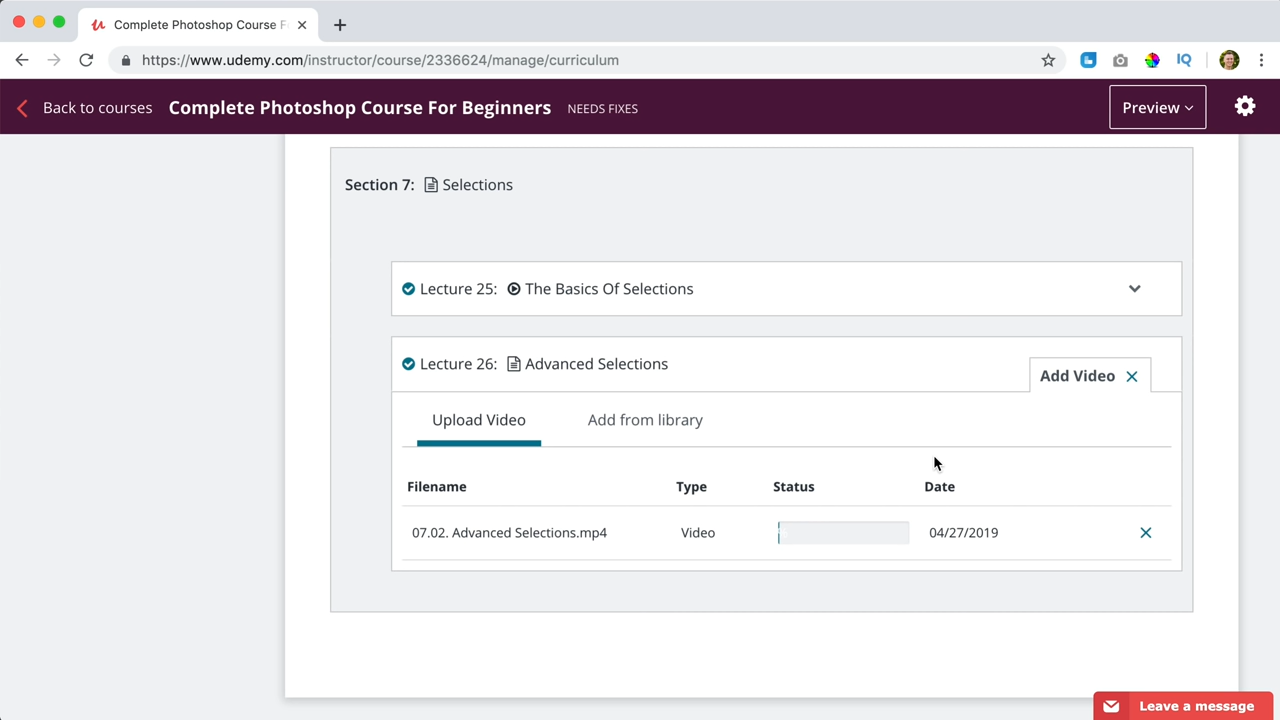 Complete Photoshop Course F
https://www.udemy.com/instructor/course/2336624/manage/curriculum
IQ
Back to courses Complete Photoshop Course For Beginners NEEDS FIXES Preview
Section 7: Selections
Lecture 25: The Basics Of Selections
Lecture 26: Advanced Selections
Add Video
Upload Video Add from library
Filename Type Status Date
07.02. Advanced Selections.mp4 Video 04/27/2019
Leave a message